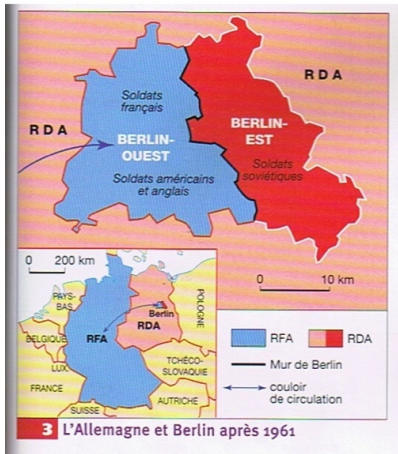 RDA
Soldats
français
RDA
BERLIN-
OUEST
BERLIN-
EST
Soldats
soviétiques
Soldats américains
et anglais
0 200 km
0 10 km
PAYS-
BAS
BELGIQUE
LUX.
FRANCE
SUISSE
RFA
RDA
Berlin
POLOGNE
TCHÉCO-
SLOVAQUIE
AUTRICHE
RFA
RDA
Mur de Berlin
couloir
de circulation
3 L'Allemagne et Berlin après 1961